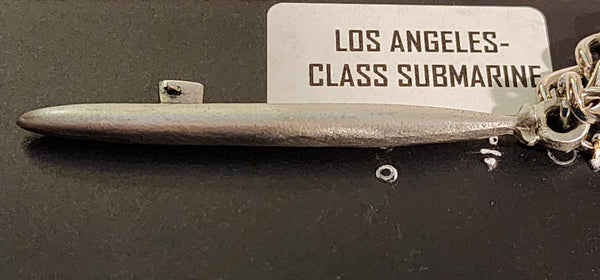 LOS ANGELES-
CLASS SUBMARINE